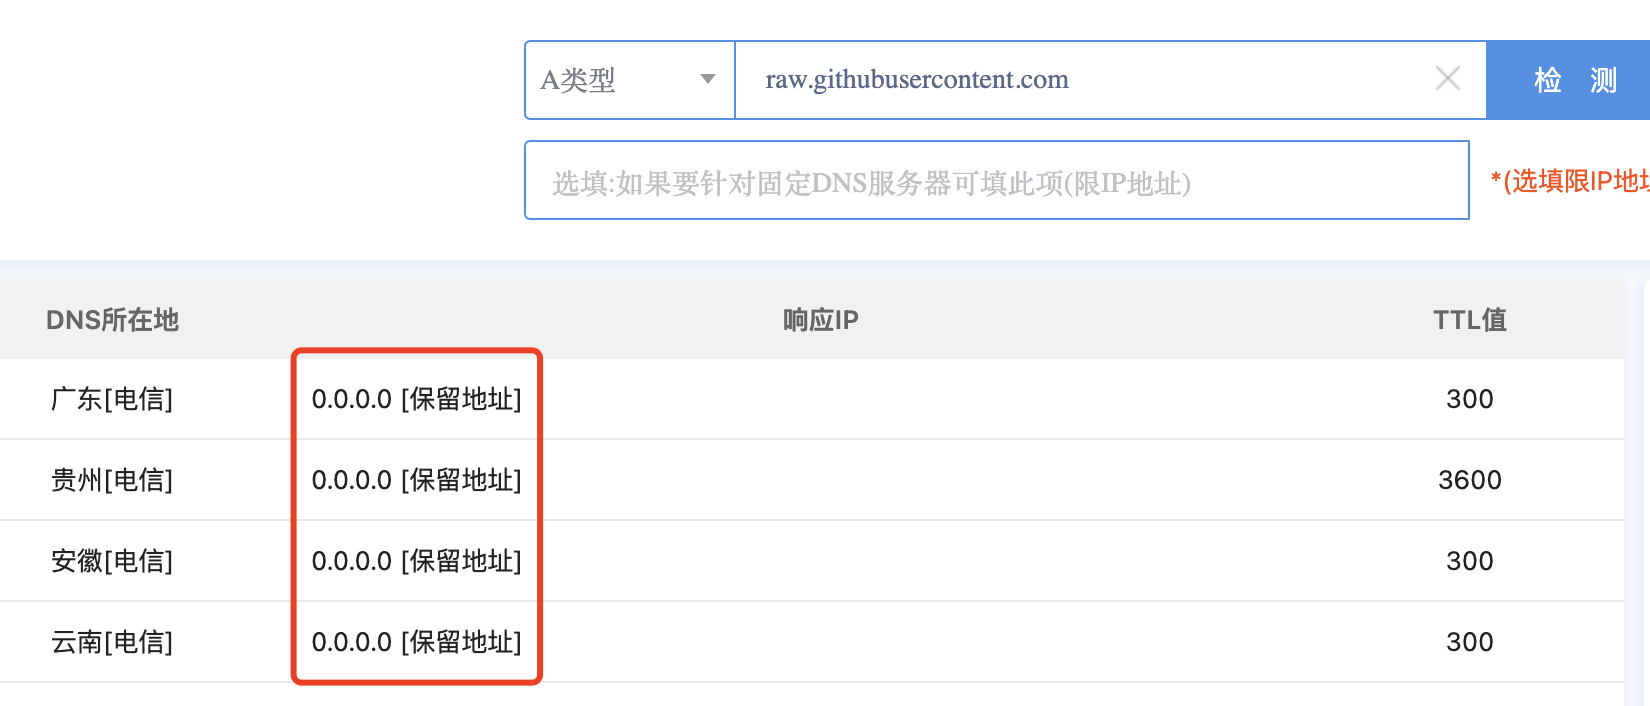 A类型 raw.githubusercontent.com 检 测
选填:如果要针对固定DNS服务器可填此项(限IP地址) *(选填限IP地址
DNS所在地 响应IP TTL值
广东[电信] 0.0.0.0 [保留地址] 300
贵州[电信] 0.0.0.0 [保留地址] 3600
安徽[电信] 0.0.0.0 [保留地址] 300
云南[电信] 0.0.0.0 [保留地址] 300